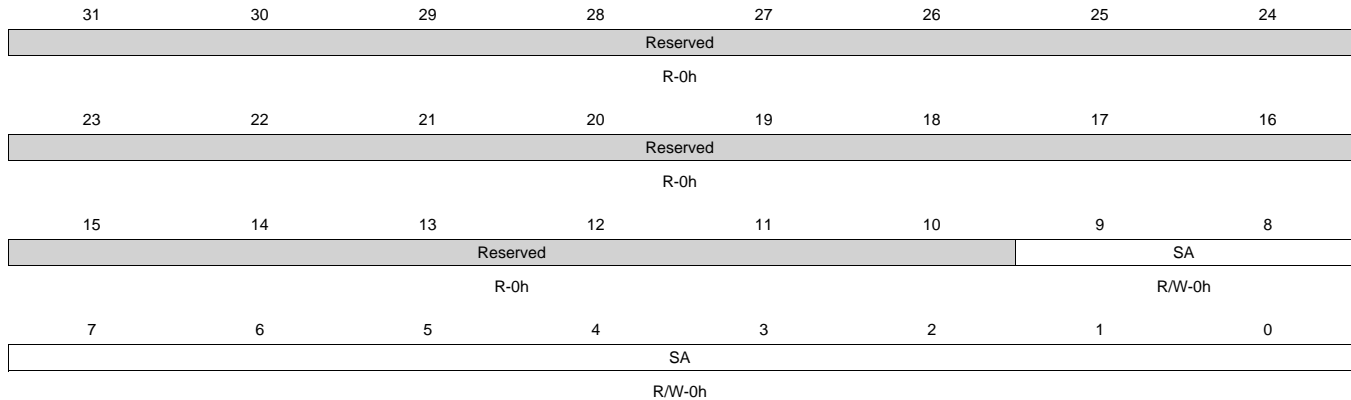 31 30 29 28 27 26 25 24
Reserved
R-0h
23 22 21 20 19 18 17 16
Reserved
R-0h
15 14 13 12 11 10 9 8
Reserved SA
R-0h R/W-0h
7 6 5 4 3 2 1 0
SA
R/W-0h